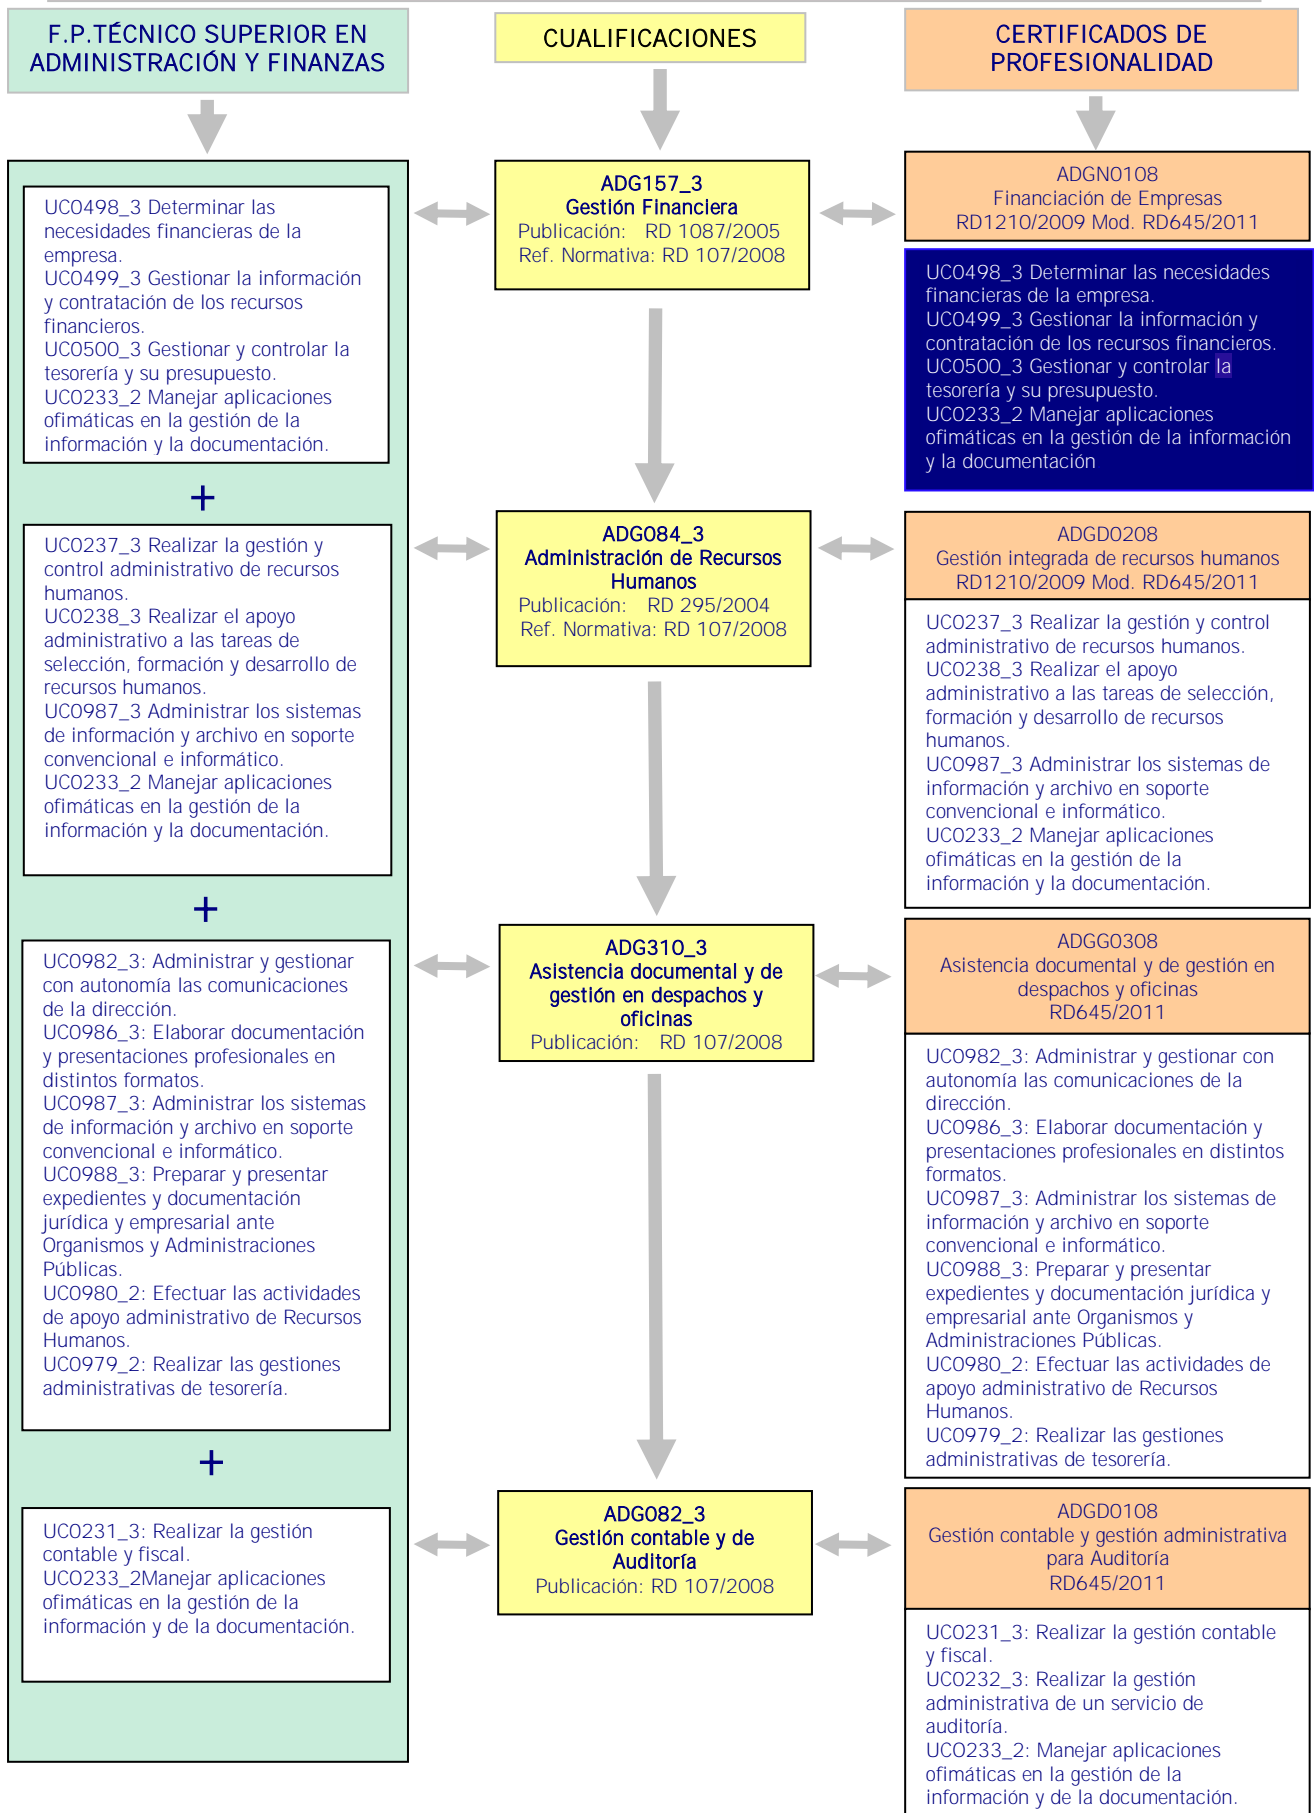 F.P.TÉCNICO SUPERIOR EN
ADMINISTRACIÓN Y FINANZAS
CUALIFICACIONES
CERTIFICADOS DE
PROFESIONALIDAD
UC0498_3 Determinar las
necesidades financieras de la
empresa.
UC0499_3 Gestionar la información
y contratación de los recursos
financieros.
UC0500_3 Gestionar y controlar la
tesorería y su presupuesto.
UC0233_2 Manejar aplicaciones
ofimáticas en la gestión de la
información y la documentación.
ADG157_3
Gestión Financiera
Publicación: RD 1087/2005
Ref. Normativa: RD 107/2008
ADGN0108
Financiación de Empresas
RD1210/2009 Mod. RD645/2011
UC0498_3 Determinar las necesidades
financieras de la empresa.
UC0499_3 Gestionar la información y
contratación de los recursos financieros.
UC0500_3 Gestionar y controlar la
tesorería y su presupuesto.
UC0233_2 Manejar aplicaciones
ofimáticas en la gestión de la información
y la documentación
+
UC0237_3 Realizar la gestión y
control administrativo de recursos
humanos.
UC0238_3 Realizar el apoyo
administrativo a las tareas de
selección, formación y desarrollo de
recursos humanos.
UC0987_3 Administrar los sistemas
de información y archivo en soporte
convencional e informático.
UC0233_2 Manejar aplicaciones
ofimáticas en la gestión de la
información y la documentación.
ADG084_3
Administración de Recursos
Humanos
Publicación: RD 295/2004
Ref. Normativa: RD 107/2008
ADGD0208
Gestión integrada de recursos humanos
RD1210/2009 Mod. RD645/2011
UC0237_3 Realizar la gestión y control
administrativo de recursos humanos.
UC0238_3 Realizar el apoyo
administrativo a las tareas de selección,
formación y desarrollo de recursos
humanos.
UC0987_3 Administrar los sistemas de
información y archivo en soporte
convencional e informático.
UC0233_2 Manejar aplicaciones
ofimáticas en la gestión de la
información y la documentación.
+
UC0982_3: Administrar y gestionar
con autonomía las comunicaciones
de la dirección.
UC0986_3: Elaborar documentación
y presentaciones profesionales en
distintos formatos.
UC0987_3: Administrar los sistemas
de información y archivo en soporte
convencional e informático.
UC0988_3: Preparar y presentar
expedientes y documentación
jurídica y empresarial ante
Organismos y Administraciones
Públicas.
UC0980_2: Efectuar las actividades
de apoyo administrativo de Recursos
Humanos.
UC0979_2: Realizar las gestiones
administrativas de tesorería.
ADG310_3
Asistencia documental y de
gestión en despachos y
oficinas
Publicación: RD 107/2008
ADGG0308
Asistencia documental y de gestión en
despachos y oficinas
RD645/2011
UC0982_3: Administrar y gestionar con
autonomía las comunicaciones de la
dirección.
UC0986_3: Elaborar documentación y
presentaciones profesionales en distintos
formatos.
UC0987_3: Administrar los sistemas de
información y archivo en soporte
convencional e informático.
UC0988_3: Preparar y presentar
expedientes y documentación jurídica y
empresarial ante Organismos y
Administraciones Públicas.
UC0980_2: Efectuar las actividades de
apoyo administrativo de Recursos
Humanos.
UC0979_2: Realizar las gestiones
administrativas de tesorería.
+
UC0231_3: Realizar la gestión
contable y fiscal.
UC0233_2Manejar aplicaciones
ofimáticas en la gestión de la
información y de la documentación.
ADG082_3
Gestión contable y de
Auditoría
Publicación: RD 107/2008
ADGD0108
Gestión contable y gestión administrativa
para Auditoría
RD645/2011
UC0231_3: Realizar la gestión contable
y fiscal.
UC0232_3: Realizar la gestión
administrativa de un servicio de
auditoría.
UC0233_2: Manejar aplicaciones
ofimáticas en la gestión de la
información y de la documentación.